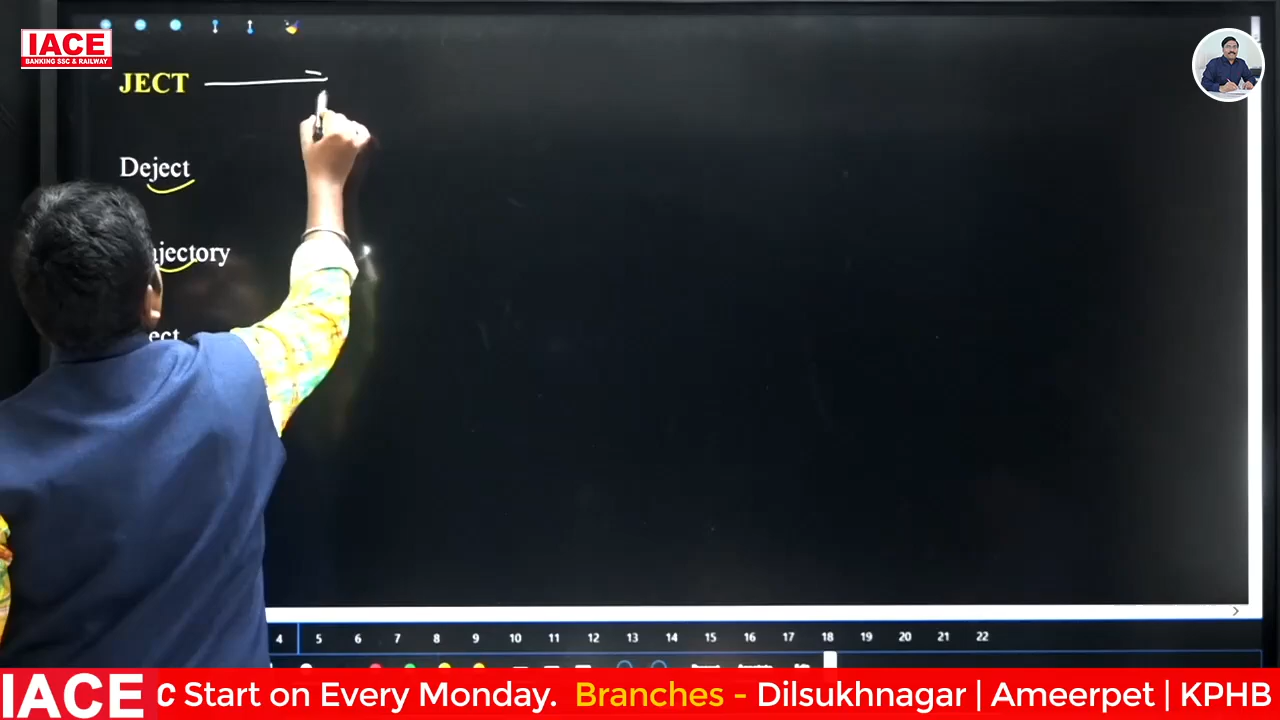 IACE
BANKING SSC & RAILWAY
JECT
Deject
ajectory
ect
4 5 6 7 8 9 10 11 12 13 14 15 16 17 18 19 20 21 22
IACE C Start on Every Monday. Branches - Dilsukhnagar | Ameerpet | KPHB